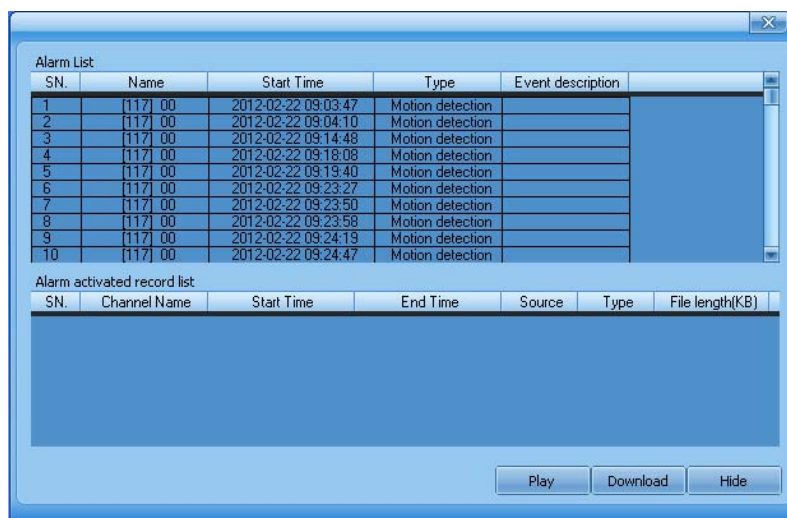 Alarm List
SN. Name Start Time Type Event description
1 [117] 00 2012-02-22 09:03:47 Motion detection
2 [117] 00 2012-02-22 09:04:10 Motion detection
3 [117] 00 2012-02-22 09:14:48 Motion detection
4 [117] 00 2012-02-22 09:18:08 Motion detection
5 [117] 00 2012-02-22 09:19:40 Motion detection
6 [117] 00 2012-02-22 09:23:27 Motion detection
7 [117] 00 2012-02-22 09:23:50 Motion detection
8 [117] 00 2012-02-22 09:23:58 Motion detection
9 [117] 00 2012-02-22 09:24:19 Motion detection
10 [117] 00 2012-02-22 09:24:47 Motion detection
Alarm activated record list
SN. Channel Name Start Time End Time Source Type File length(KB)
Play Download Hide